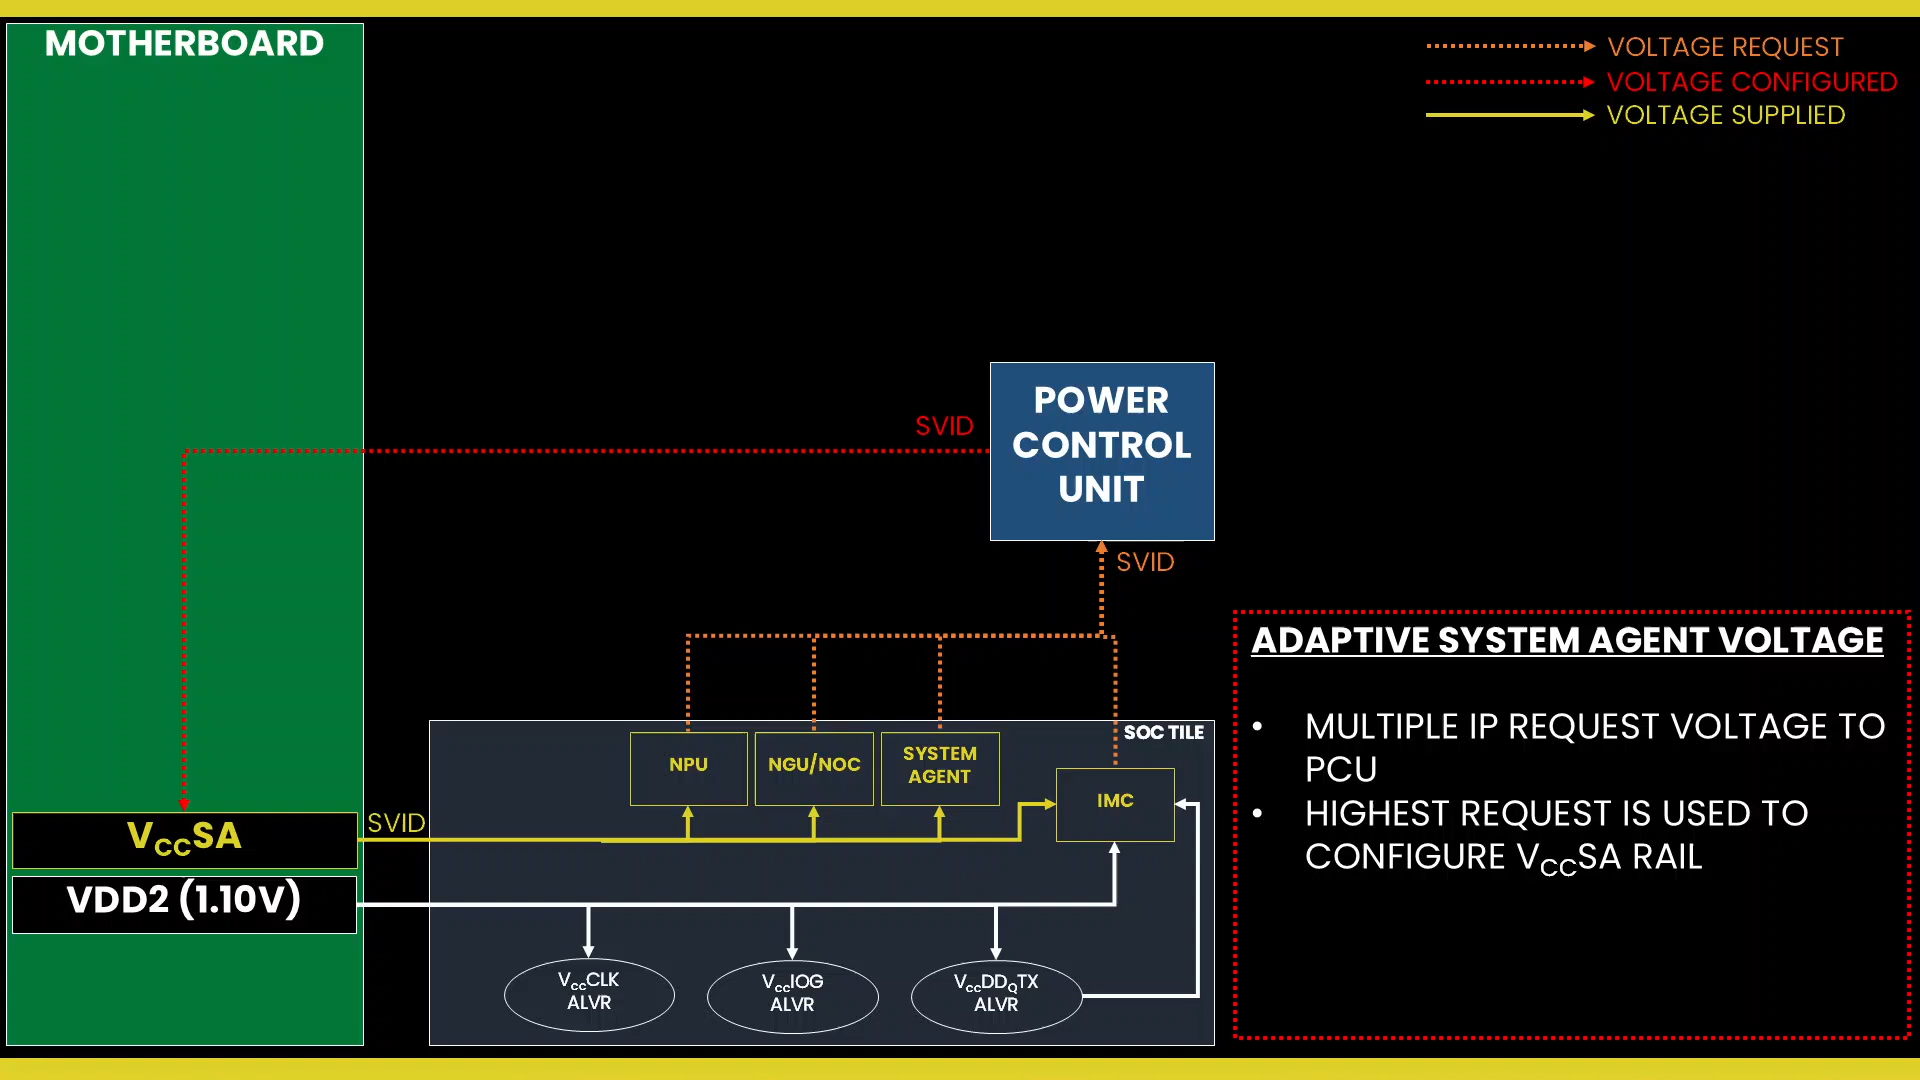 MOTHERBOARD
VOLTAGE REQUEST
VOLTAGE CONFIGURED
VOLTAGE SUPPLIED
POWER
CONTROL
UNIT
SVID
SVID
ADAPTIVE SYSTEM AGENT VOLTAGE
• MULTIPLE IP REQUEST VOLTAGE TO
PCU
• HIGHEST REQUEST IS USED TO
CONFIGURE VCCSA RAIL
SOC TILE
NPU
NGU/NOC
SYSTEM
AGENT
IMC
VCCSA
SVID
VDD2 (1.10V)
VccCLK
ALVR
VccIOG
ALVR
VccDDQTX
ALVR